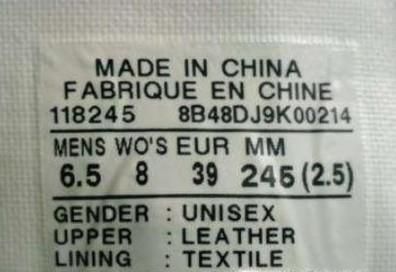 MADE IN CHINA
FABRIQUE EN CHINE
118245 8B48DJ9K00214
MENS WO'S EUR MM
6.5 8 39 245 (2.5)
GENDER : UNISEX
UPPER : LEATHER
LINING : TEXTILE